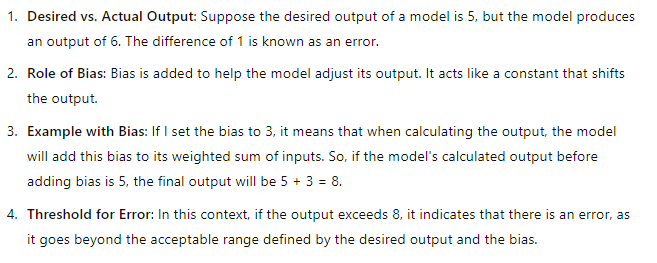 1. Desired vs. Actual Output: Suppose the desired output of a model is 5, but the model produces
an output of 6. The difference of 1 is known as an error.
2. Role of Bias: Bias is added to help the model adjust its output. It acts like a constant that shifts
the output.
3. Example with Bias: If I set the bias to 3, it means that when calculating the output, the model
will add this bias to its weighted sum of inputs. So, if the model's calculated output before
adding bias is 5, the final output will be 5 + 3 = 8.
4. Threshold for Error: In this context, if the output exceeds 8, it indicates that there is an error, as
it goes beyond the acceptable range defined by the desired output and the bias.